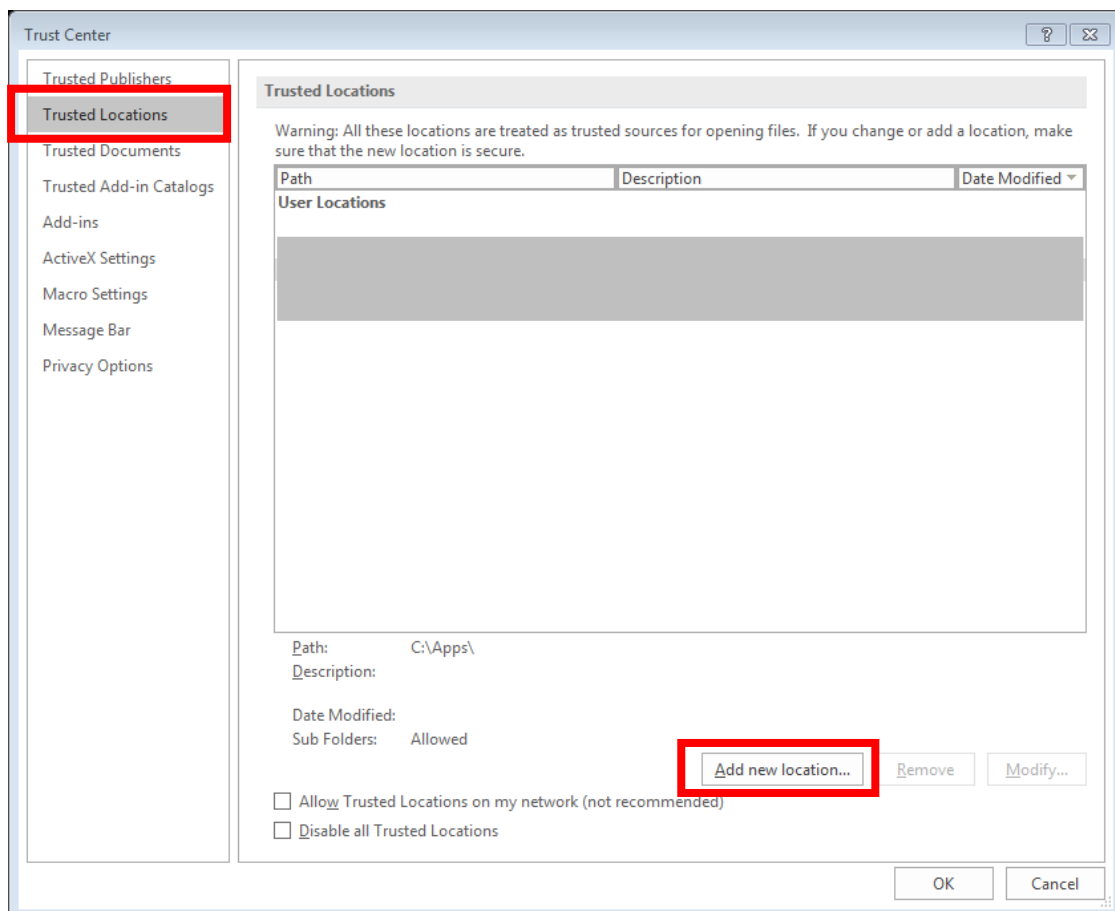 Trust Center
Trusted Publishers
Trusted Locations
Trusted Documents
Trusted Add-in Catalogs
Add-ins
ActiveX Settings
Macro Settings
Message Bar
Privacy Options
Trusted Locations
Warning: All these locations are treated as trusted sources for opening files. If you change or add a location, make
sure that the new location is secure.
Path Description Date Modified
User Locations
Path: C:\Apps\
Description:
Date Modified:
Sub Folders: Allowed
Add new location... Remove Modify...
Allow Trusted Locations on my network (not recommended)
Disable all Trusted Locations
OK Cancel